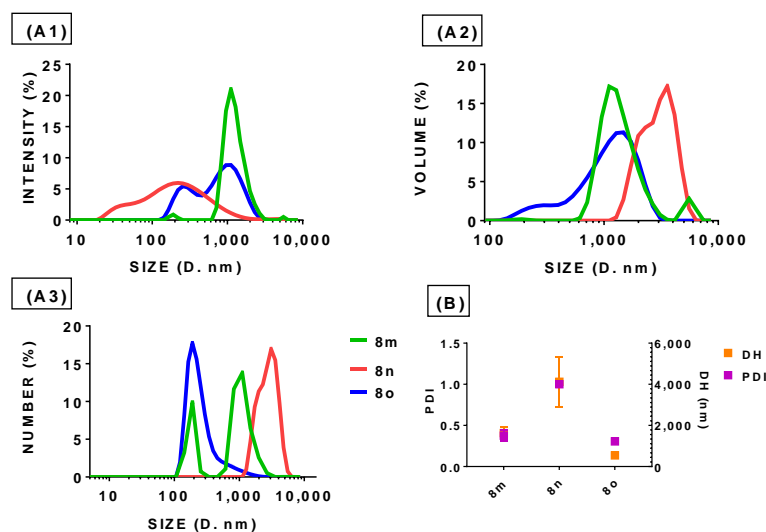 (A1)
INTENSITY (%)
25
20
15
10
5
0
10
100
1,000
10,000
SIZE (D. nm)
(A2)
VOLUME (%)
20
15
10
5
0
100
1,000
10,000
SIZE (D. nm)
(A3)
NUMBER (%)
20
15
10
5
0
10
100
1,000
10,000
SIZE (D. nm)
8m
8n
8o
(B)
PDI
1.5
1.0
0.5
0.0
8m
8n
8o
6,000
4,000
2,000
0
DH (nm)
DH
PDI